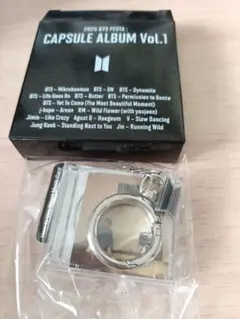 2025 BTS FESTA
CAPSULE ALBUM Vol.1
BTS – Mikrokosmos BTS – ON BTS – Dynamite
BTS – Life Goes On BTS – Butter BTS – Permission to Dance
BTS – Yet To Come (The Most Beautiful Moment)
j-hope – Arson RM – Wild Flower (with youjeen)
Jimin – Like Crazy Agust D – Haegeum V – Slow Dancing
Jung Kook – Standing Next to You Jin – Running Wild